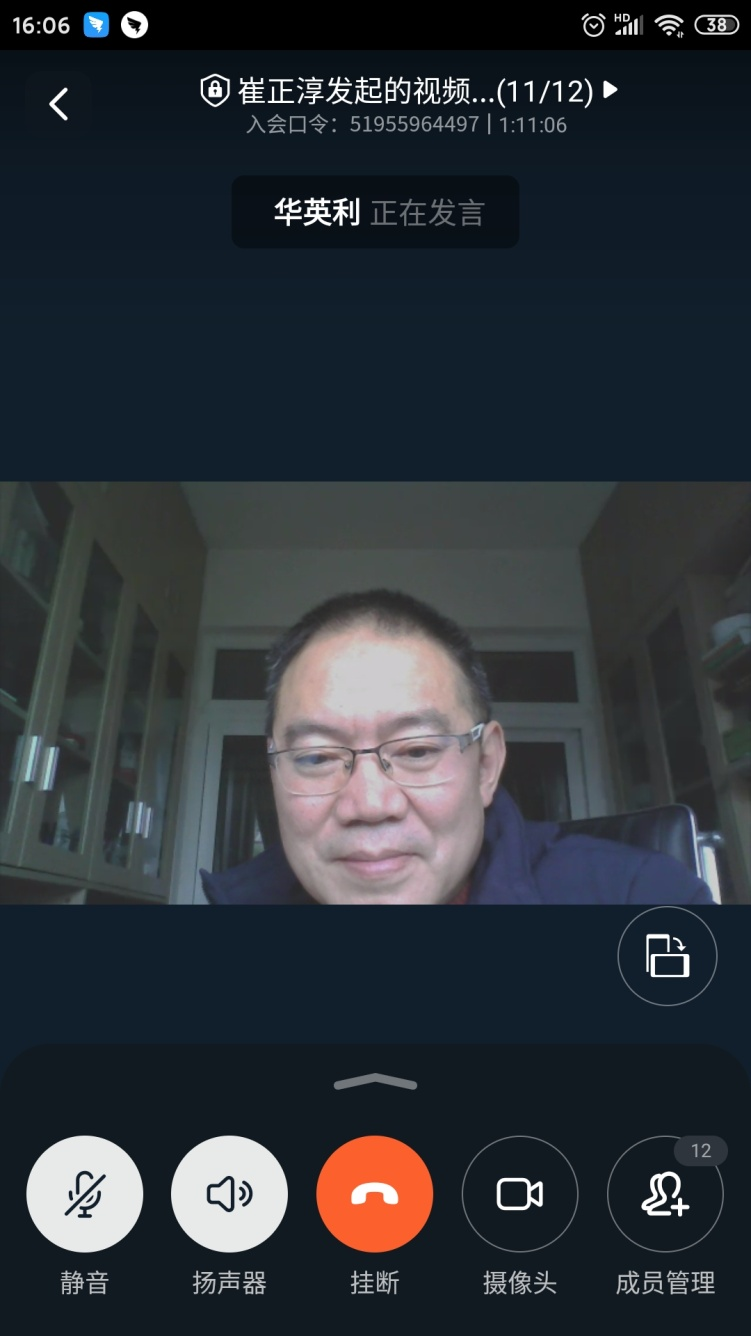 16:06 HD 38
崔正淳发起的视频...(11/12)
入会口令：51955964497 | 1:11:06
华英利 正在发言
12
静音 扬声器 挂断 摄像头 成员管理